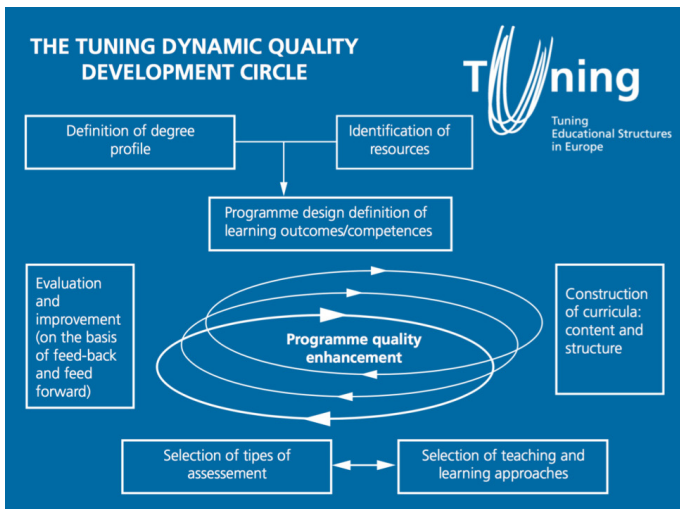 THE TUNING DYNAMIC QUALITY
DEVELOPMENT CIRCLE
Tuning
Tuning
Educational Structures
in Europe
Definition of degree
profile
Identification of
resources
Programme design definition of
learning outcomes/competences
Evaluation
and
improvement
(on the basis
of feed-back
and feed
forward)
Programme quality
enhancement
Construction
of curricula:
content and
structure
Selection of tipes of
assessement
Selection of teaching and
learning approaches